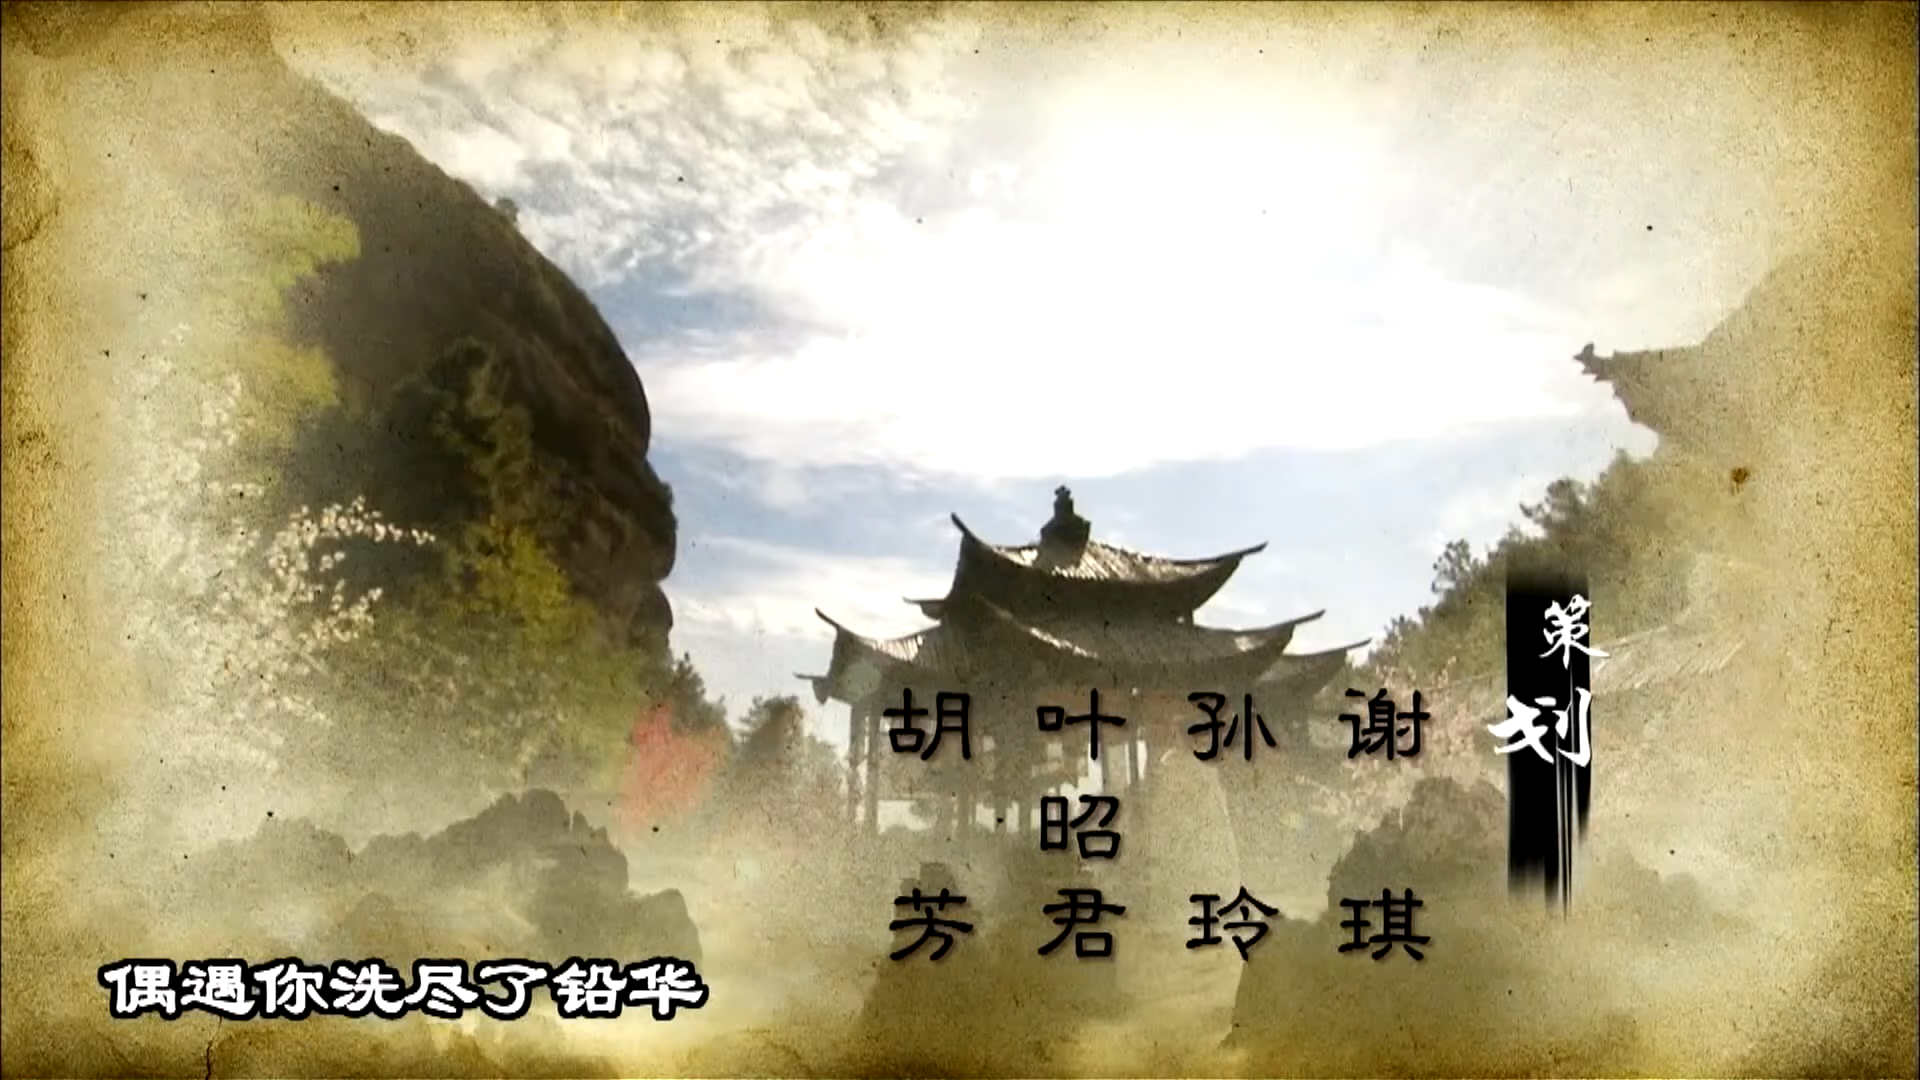 策划
谢琪
孙玲
叶昭君
胡芳
偶遇你洗尽了铅华